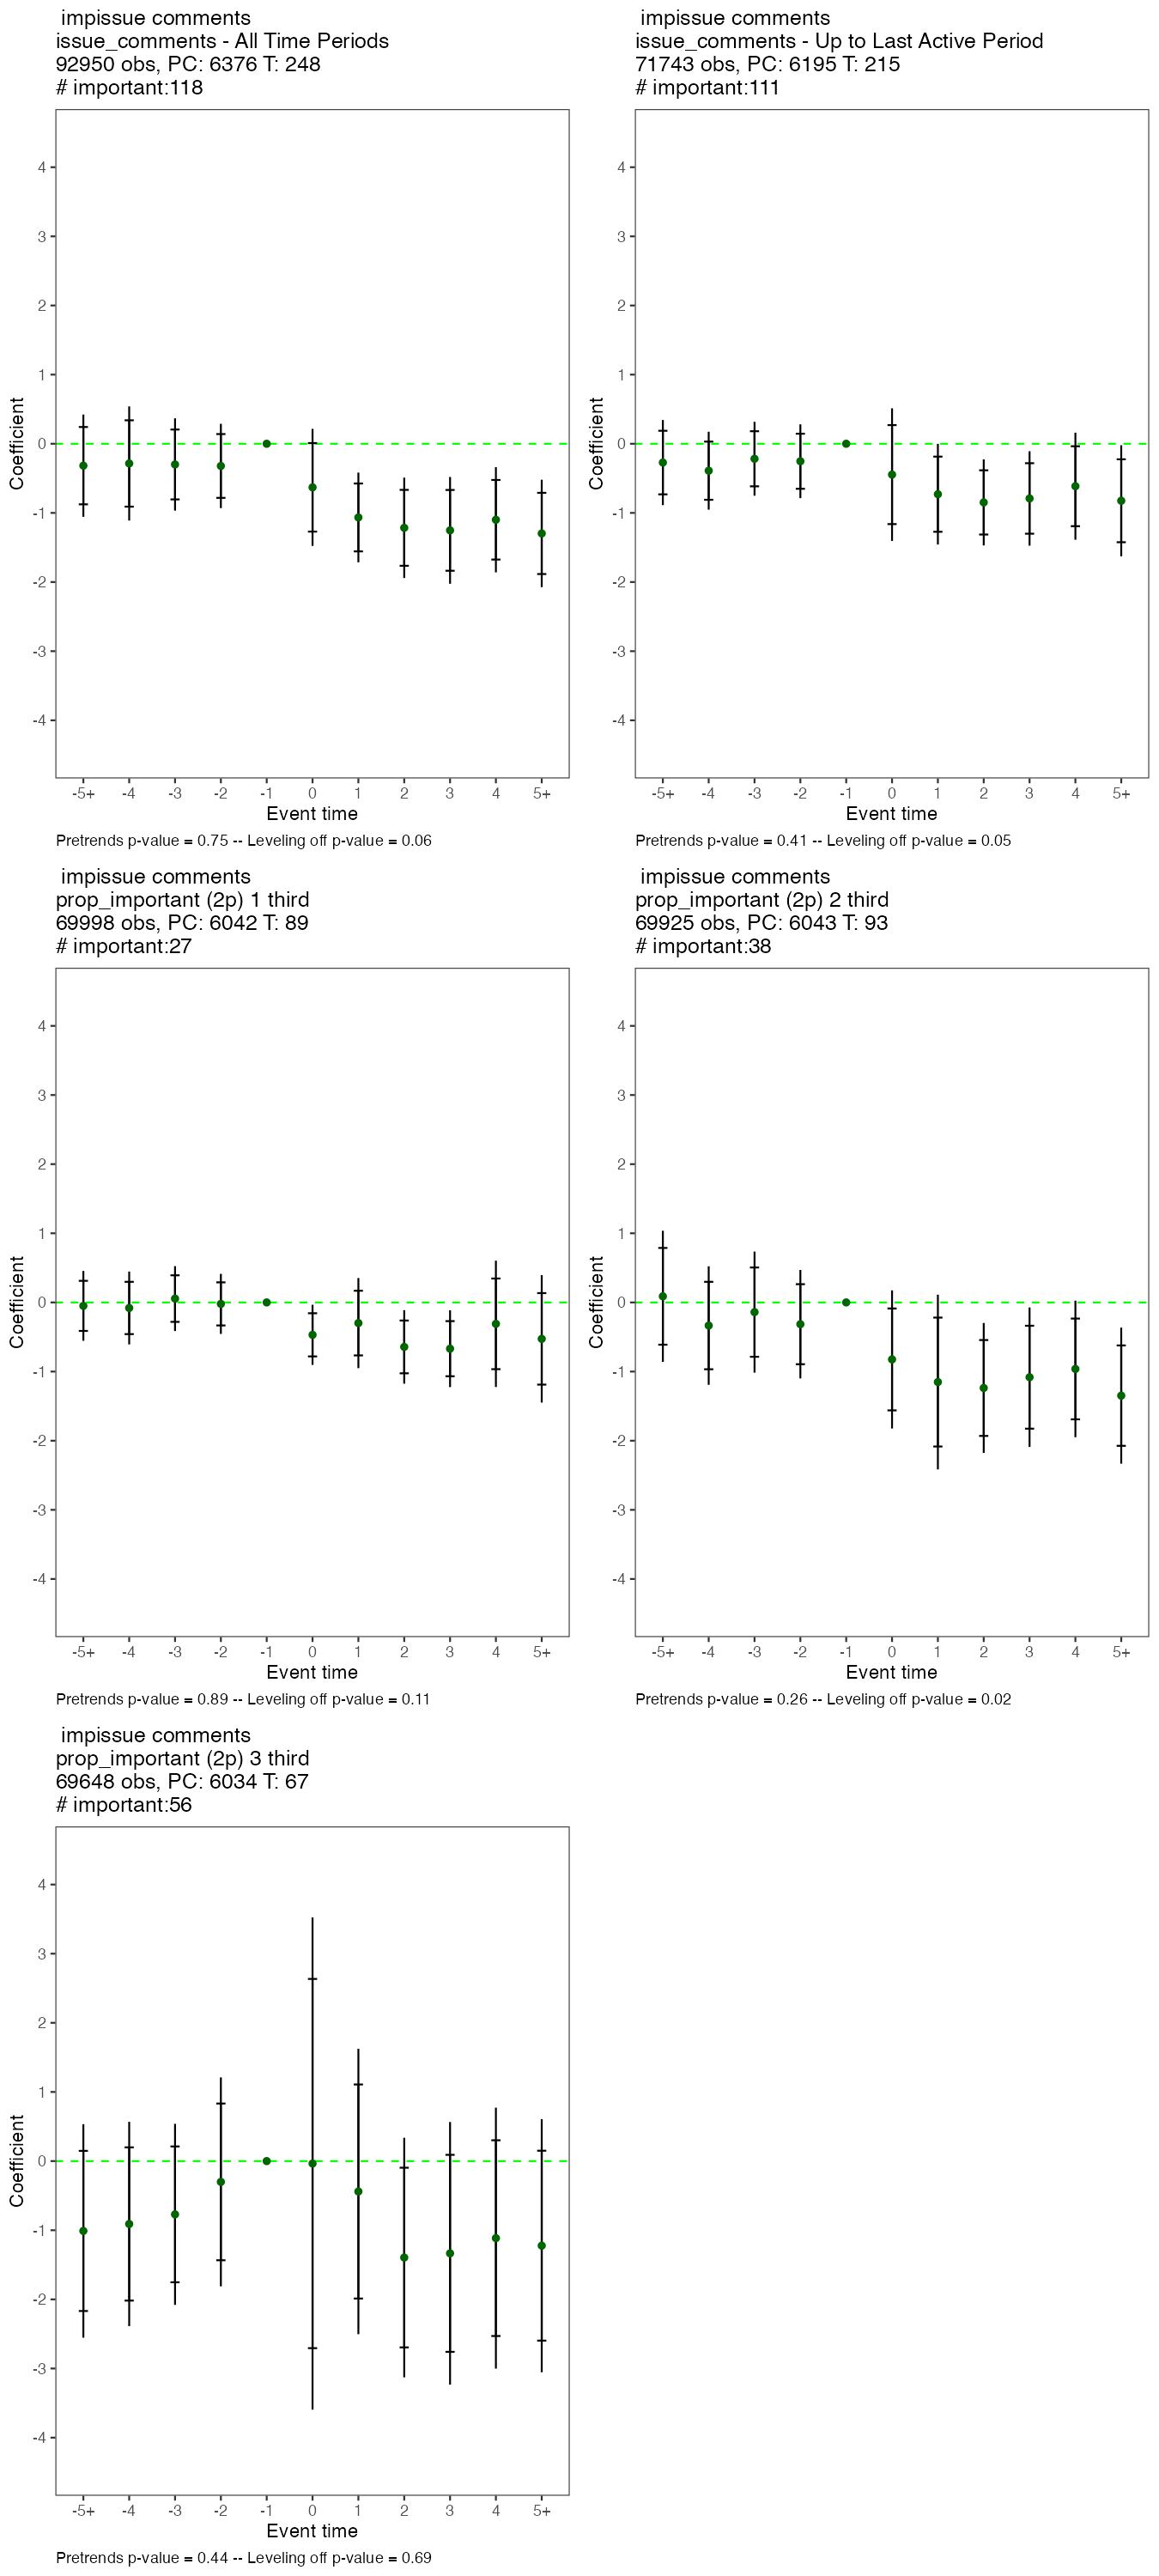 impissue comments
issue_comments - All Time Periods
92950 obs, PC: 6376 T: 248
# important:118
Coefficient
4
3
2
1
0
-1
-2
-3
-4
-5+ -4 -3 -2 -1 0 1 2 3 4 5+
Event time
Pretrends p-value = 0.75 -- Leveling off p-value = 0.06
impissue comments
issue_comments - Up to Last Active Period
71743 obs, PC: 6195 T: 215
# important:111
Coefficient
4
3
2
1
0
-1
-2
-3
-4
-5+ -4 -3 -2 -1 0 1 2 3 4 5+
Event time
Pretrends p-value = 0.41 -- Leveling off p-value = 0.05
impissue comments
prop_important (2p) 1 third
69998 obs, PC: 6042 T: 89
# important:27
Coefficient
4
3
2
1
0
-1
-2
-3
-4
-5+ -4 -3 -2 -1 0 1 2 3 4 5+
Event time
Pretrends p-value = 0.89 -- Leveling off p-value = 0.11
impissue comments
prop_important (2p) 2 third
69925 obs, PC: 6043 T: 93
# important:38
Coefficient
4
3
2
1
0
-1
-2
-3
-4
-5+ -4 -3 -2 -1 0 1 2 3 4 5+
Event time
Pretrends p-value = 0.26 -- Leveling off p-value = 0.02
impissue comments
prop_important (2p) 3 third
69648 obs, PC: 6034 T: 67
# important:56
Coefficient
4
3
2
1
0
-1
-2
-3
-4
-5+ -4 -3 -2 -1 0 1 2 3 4 5+
Event time
Pretrends p-value = 0.44 -- Leveling off p-value = 0.69